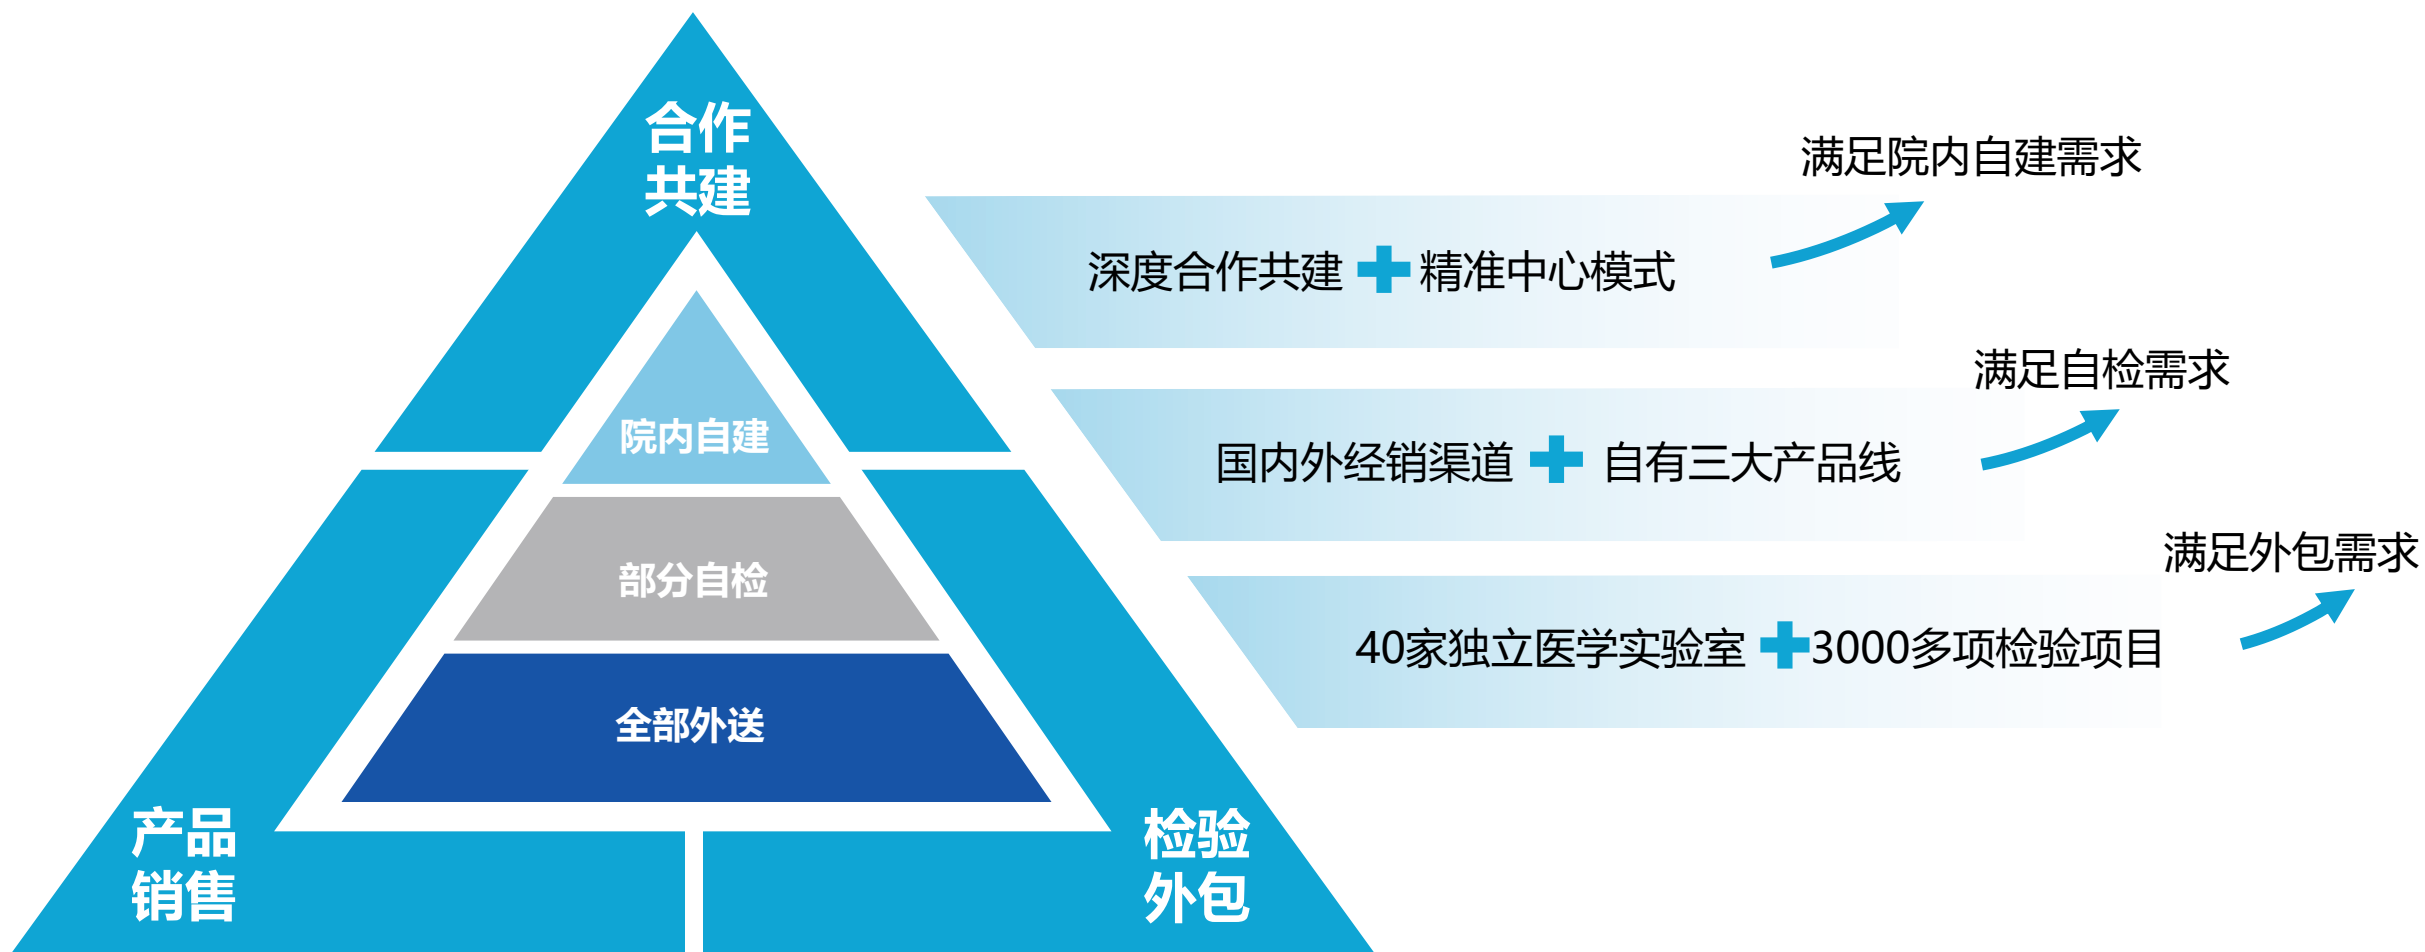 合作
共建
院内自建
部分自检
全部外送
产品
销售
检验
外包
满足院内自建需求
深度合作共建 + 精准中心模式
满足自检需求
国内外经销渠道 + 自有三大产品线
满足外包需求
40家独立医学实验室 + 3000多项检验项目